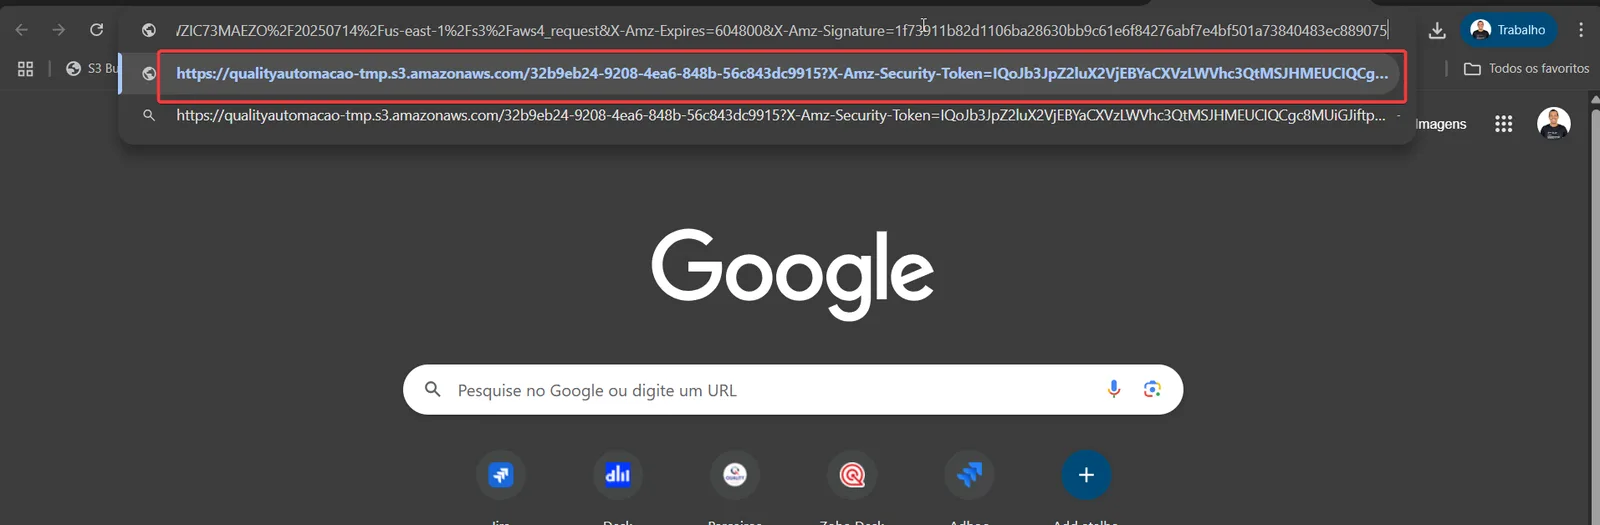 /ZIC73MAEZO%2F20250714%2Fus-east-1%2Fs3%2Faws4_request&X-Amz-Expires=604800&X-Amz-Signature=1f73911b82d1106ba28630bb9c61e6f84276abf7e4bf501a73840483ec889075
Trabalho
S3 Bu
https://qualityautomacao-tmp.s3.amazonaws.com/32b9eb24-9208-4ea6-848b-56c843dc9915?X-Amz-Security-Token=IQoJb3JpZ2luX2VjEBYaCXVzLWVhc3QtMSJHMEUCIQCg...
Todos os favoritos
https://qualityautomacao-tmp.s3.amazonaws.com/32b9eb24-9208-4ea6-848b-56c843dc9915?X-Amz-Security-Token=IQoJb3JpZ2luX2VjEBYaCXVzLWVhc3QtMSJHMEUCIQCgc8MUiGJiftp... -
Imagens
Google
Pesquise no Google ou digite um URL
dm
QUALITY